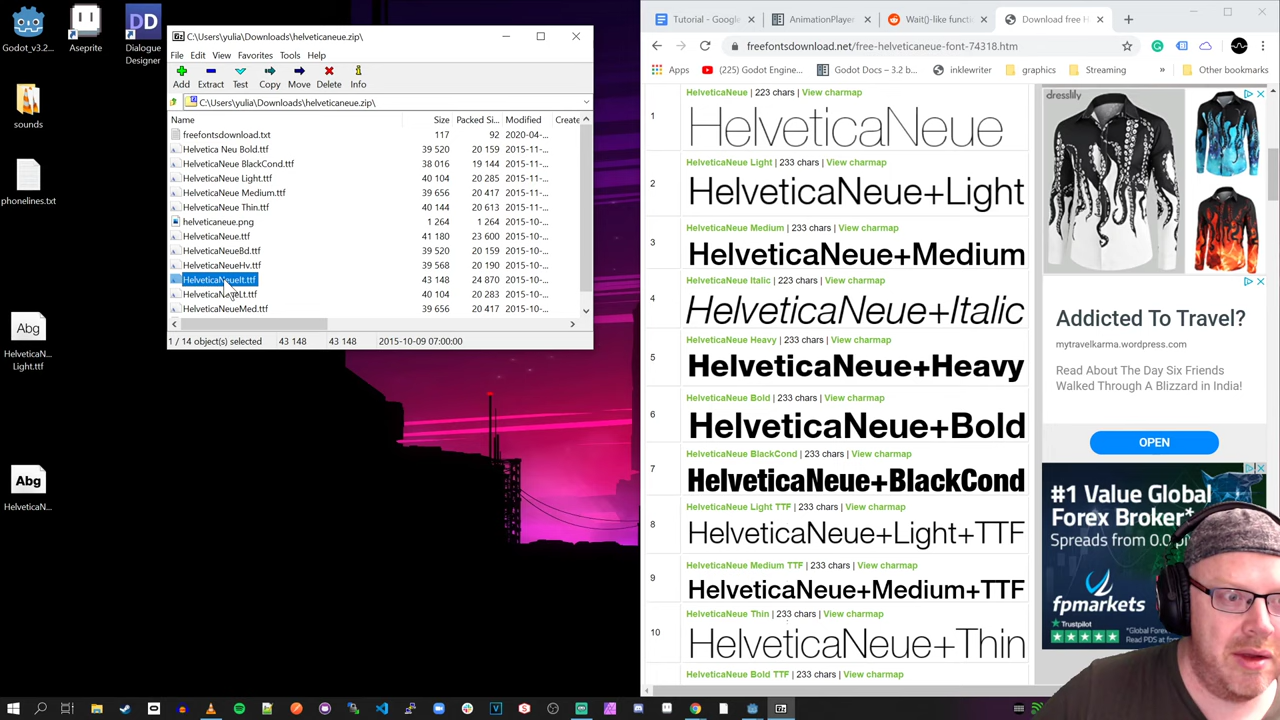 Godot_v3.2...
Aseprite
DD
Dialogue
Designer
sounds
phonelines.txt
Abg
HelveticaN...
Light.ttf
Abg
HelveticaN...
C:\Users\yulia\Downloads\helveticaneue.zip\
File Edit View Favorites Tools Help
Add Extract Test Copy Move Delete Info
C:\Users\yulia\Downloads\helveticaneue.zip\
Name Size Packed Si... Modified Create
freefontsdownload.txt 117 92 2020-04-...
Helvetica Neu Bold.ttf 39 520 20 159 2015-11-...
HelveticaNeue BlackCond.ttf 38 016 19 144 2015-11-...
HelveticaNeue Light.ttf 40 104 20 285 2015-11-...
HelveticaNeue Medium.ttf 39 656 20 417 2015-11-...
HelveticaNeue Thin.ttf 40 144 20 613 2015-11-...
helveticaneue.png 1 264 1 264 2015-10-...
HelveticaNeue.ttf 41 180 23 600 2015-10-...
HelveticaNeueBd.ttf 39 520 20 159 2015-10-...
HelveticaNeueHv.ttf 39 568 20 190 2015-10-...
HelveticaNeueIt.ttf 43 148 24 870 2015-10-...
HelveticaNeueLt.ttf 40 104 20 283 2015-10-...
HelveticaNeueMed.ttf 39 656 20 417 2015-10-...
1 / 14 object(s) selected 43 148 43 148 2015-10-09 07:00:00
Tutorial - Google AnimationPlayer Wait()-like functi Download free H
freefontsdownload.net/free-helveticaneue-font-74318.htm
Apps (225) Godot Engine... Godot Docs – 3.2 b... inklewriter graphics Streaming » Other bookmarks
HelveticaNeue | 223 chars | View charmap
1
HelveticaNeue
HelveticaNeue Light | 233 chars | View charmap
2
HelveticaNeue+Light
HelveticaNeue Medium | 233 chars | View charmap
3
HelveticaNeue+Medium
HelveticaNeue Italic | 223 chars | View charmap
4
HelveticaNeue+Italic
HelveticaNeue Heavy | 233 chars | View charmap
5
HelveticaNeue+Heavy
HelveticaNeue Bold | 233 chars | View charmap
6
HelveticaNeue+Bold
HelveticaNeue BlackCond | 233 chars | View charmap
7
HelveticaNeue+BlackCond
HelveticaNeue Light TTF | 233 chars | View charmap
8
HelveticaNeue+Light+TTF
HelveticaNeue Medium TTF | 233 chars | View charmap
9
HelveticaNeue+Medium+TTF
HelveticaNeue Thin | 233 chars | View charmap
10
HelveticaNeue+Thin
HelveticaNeue Bold TTF | 233 chars | View charmap
dresslily
Addicted To Travel?
mytravelkarma.wordpress.com
Read About The Day Six Friends
Walked Through A Blizzard in India!
OPEN
#1 Value Global
Forex Broker*
Spreads from 0.0
fpmarkets
Trustpilot
*Global Forex
Read PDS at